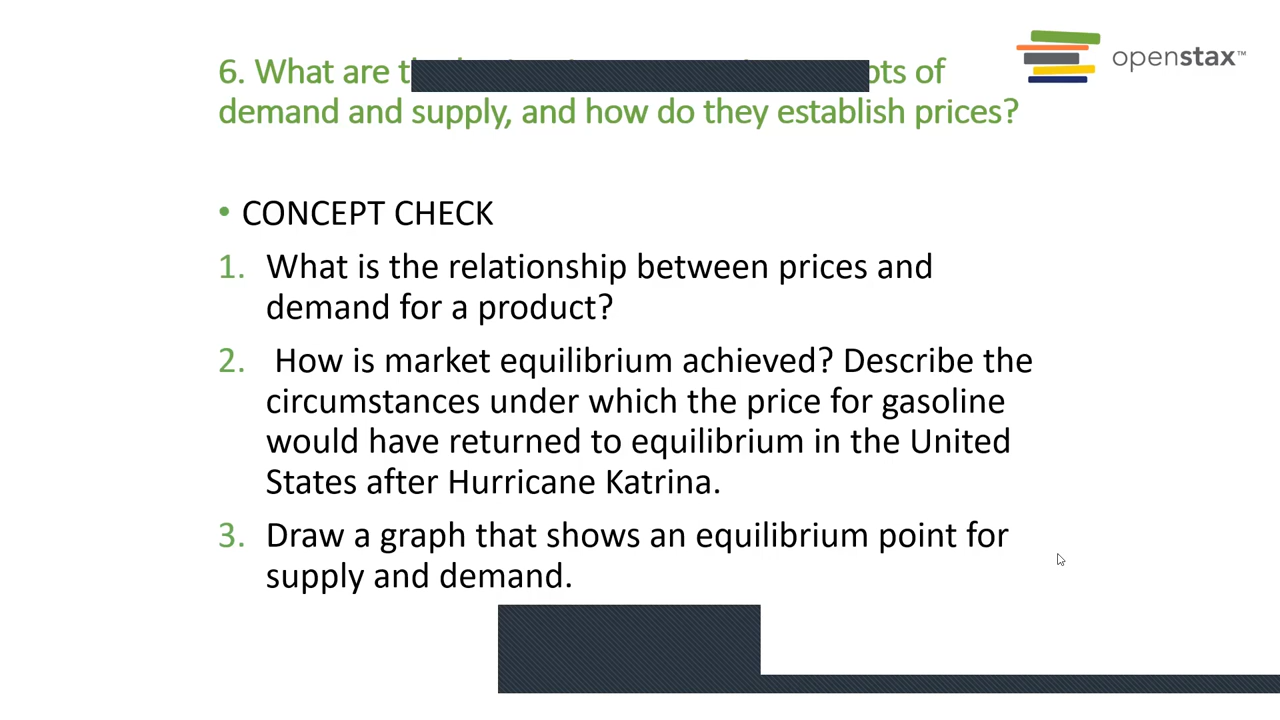 6. What are of
demand and supply, and how do they establish prices?
openstax™
• CONCEPT CHECK
1. What is the relationship between prices and
demand for a product?
2. How is market equilibrium achieved? Describe the
circumstances under which the price for gasoline
would have returned to equilibrium in the United
States after Hurricane Katrina.
3. Draw a graph that shows an equilibrium point for
supply and demand.